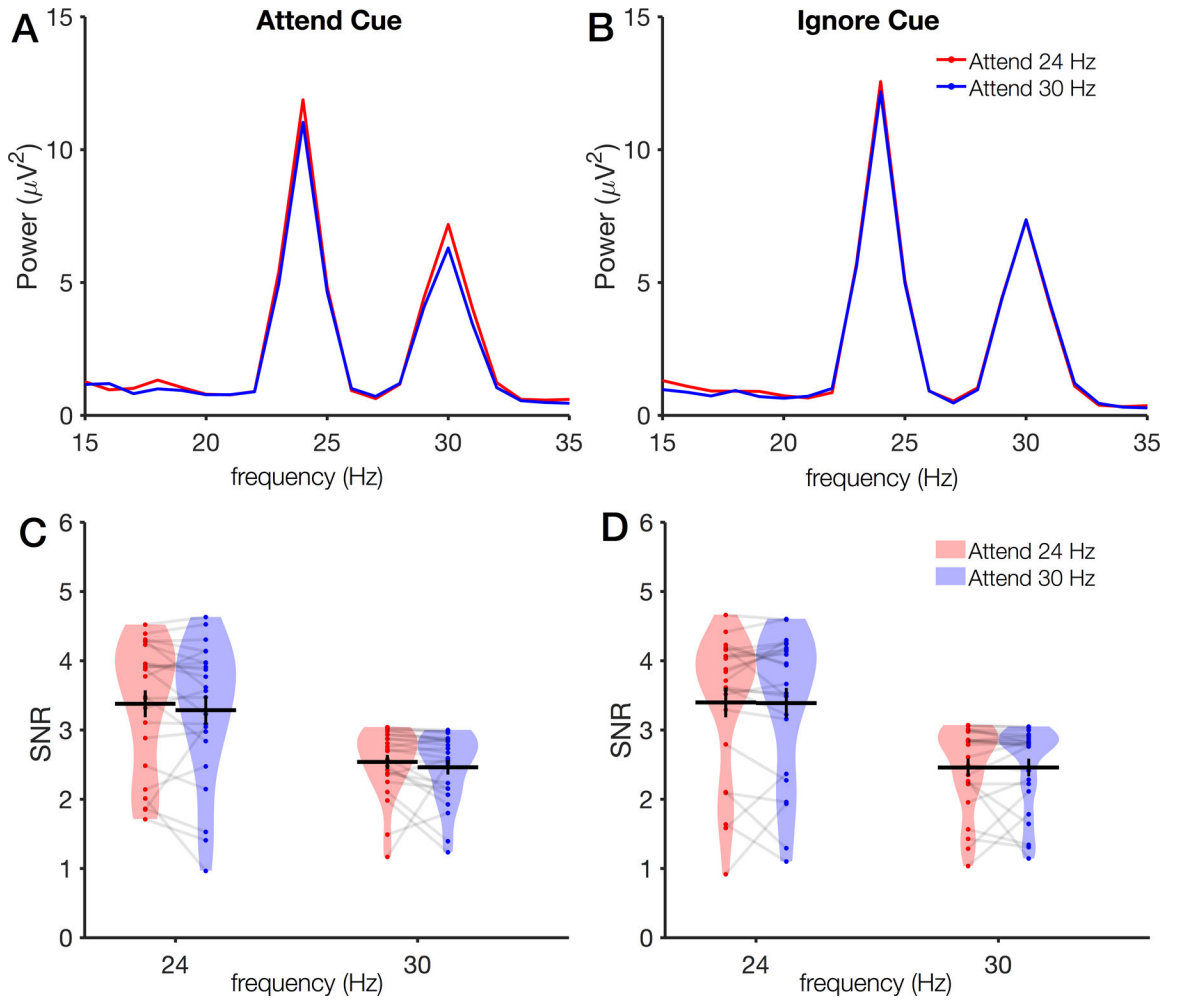 A
Attend Cue
15
10
5
0
Power (μV²)
15 20 25 30 35
frequency (Hz)
B
Ignore Cue
Attend 24 Hz
Attend 30 Hz
15
10
5
0
Power (μV²)
15 20 25 30 35
frequency (Hz)
C
6
5
4
3
2
1
0
SNR
24 30
frequency (Hz)
D
Attend 24 Hz
Attend 30 Hz
6
5
4
3
2
1
0
SNR
24 30
frequency (Hz)